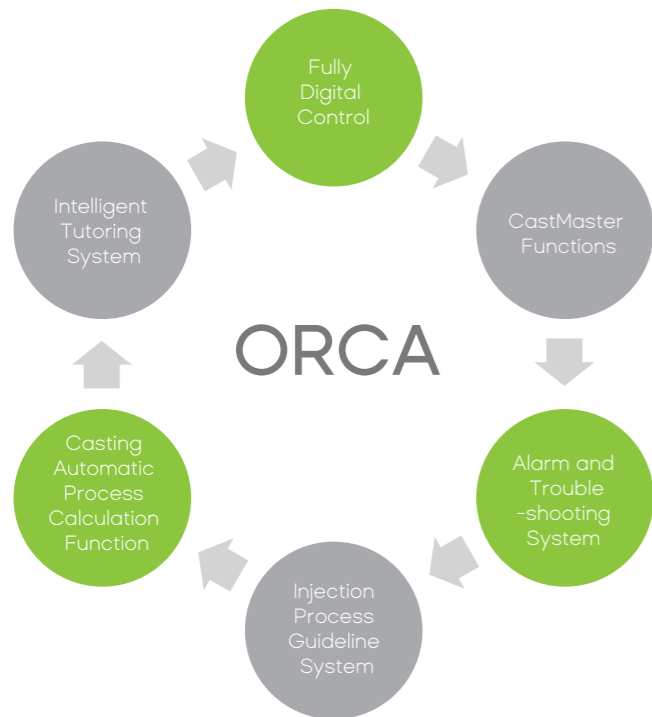 Fully
Digital
Control
CastMaster
Functions
Alarm and
Trouble
-shooting
System
Injection
Process
Guideline
System
Casting
Automatic
Process
Calculation
Function
Intelligent
Tutoring
System
ORCA